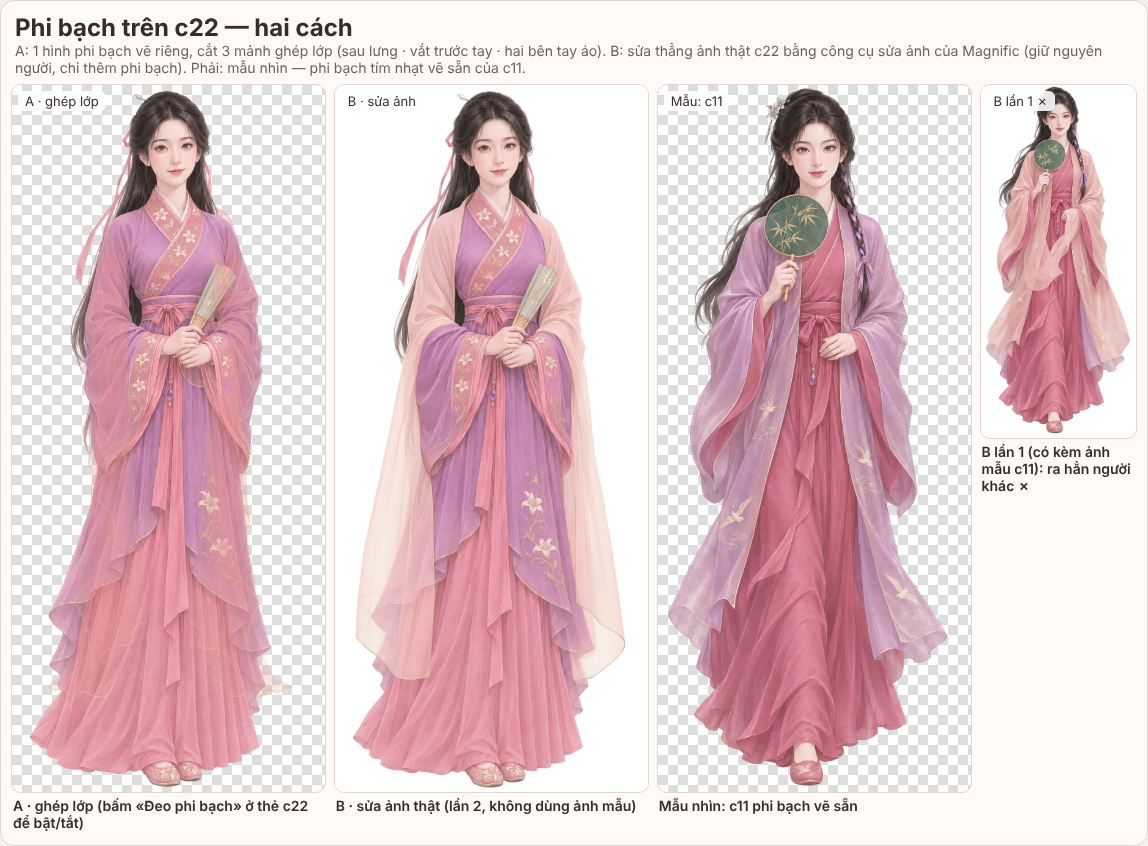 Phi bạch trên c22 — hai cách
A: 1 hình phi bạch vẽ riêng, cắt 3 mảnh ghép lớp (sau lưng · vắt trước tay · hai bên tay áo). B: sửa thẳng ảnh thật c22 bằng công cụ sửa ảnh của Magnific (giữ nguyên
người, chỉ thêm phi bạch). Phải: mẫu nhìn — phi bạch tím nhạt vẽ sẵn của c11.
A · ghép lớp
B · sửa ảnh
Mẫu: c11
B lần 1 ×
B lần 1 (có kèm ảnh
mẫu c11): ra hẳn người
khác ×
A · ghép lớp (bấm «Đeo phi bạch» ở thẻ c22
để bật/tắt)
B · sửa ảnh thật (lần 2, không dùng ảnh mẫu)
Mẫu nhìn: c11 phi bạch vẽ sẵn